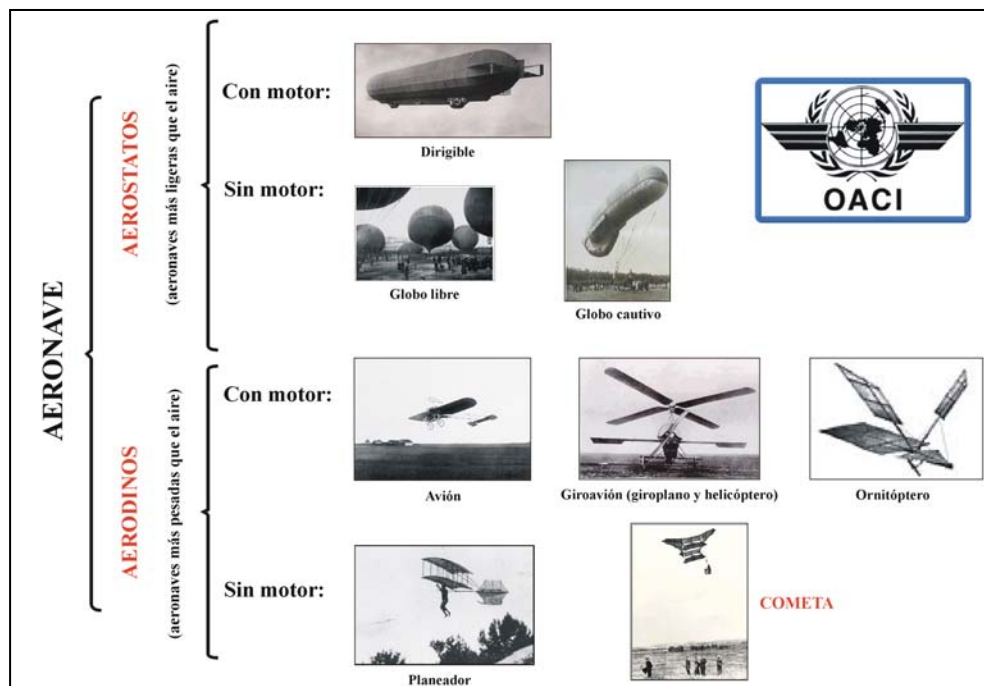 AERONAVE
AEROSTATOS
(aeronaves más ligeras que el aire)
Con motor:
Dirigible
OACI
Sin motor:
Globo libre
Globo cautivo
AERODINOS
(aeronaves más pesadas que el aire)
Con motor:
Avión
Giroavión (giroplano y helicóptero)
Ornitóptero
Sin motor:
Planeador
COMETA